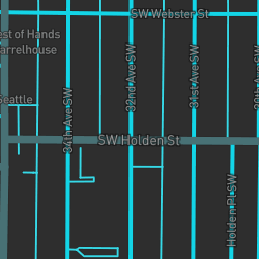 SW Webster St
est of Hands
arrelhouse
32nd Ave SW
31st Ave SW
Seattle
34th Ave SW
SW Holden St
Holden Pl SW